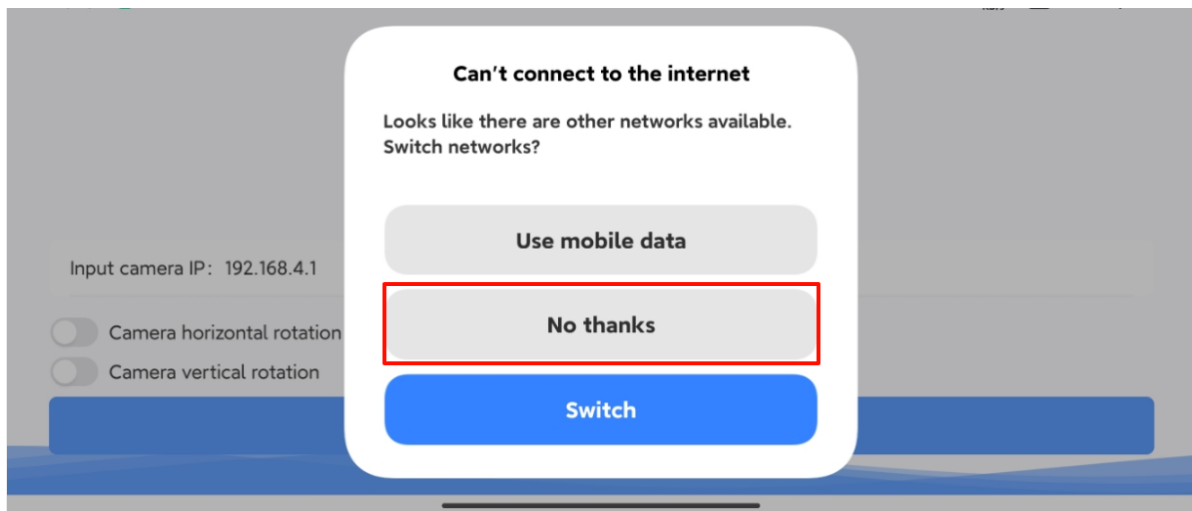 Can't connect to the internet
Looks like there are other networks available.
Switch networks?
Use mobile data
Input camera IP: 192.168.4.1
No thanks
Camera horizontal rotation
Camera vertical rotation
Switch